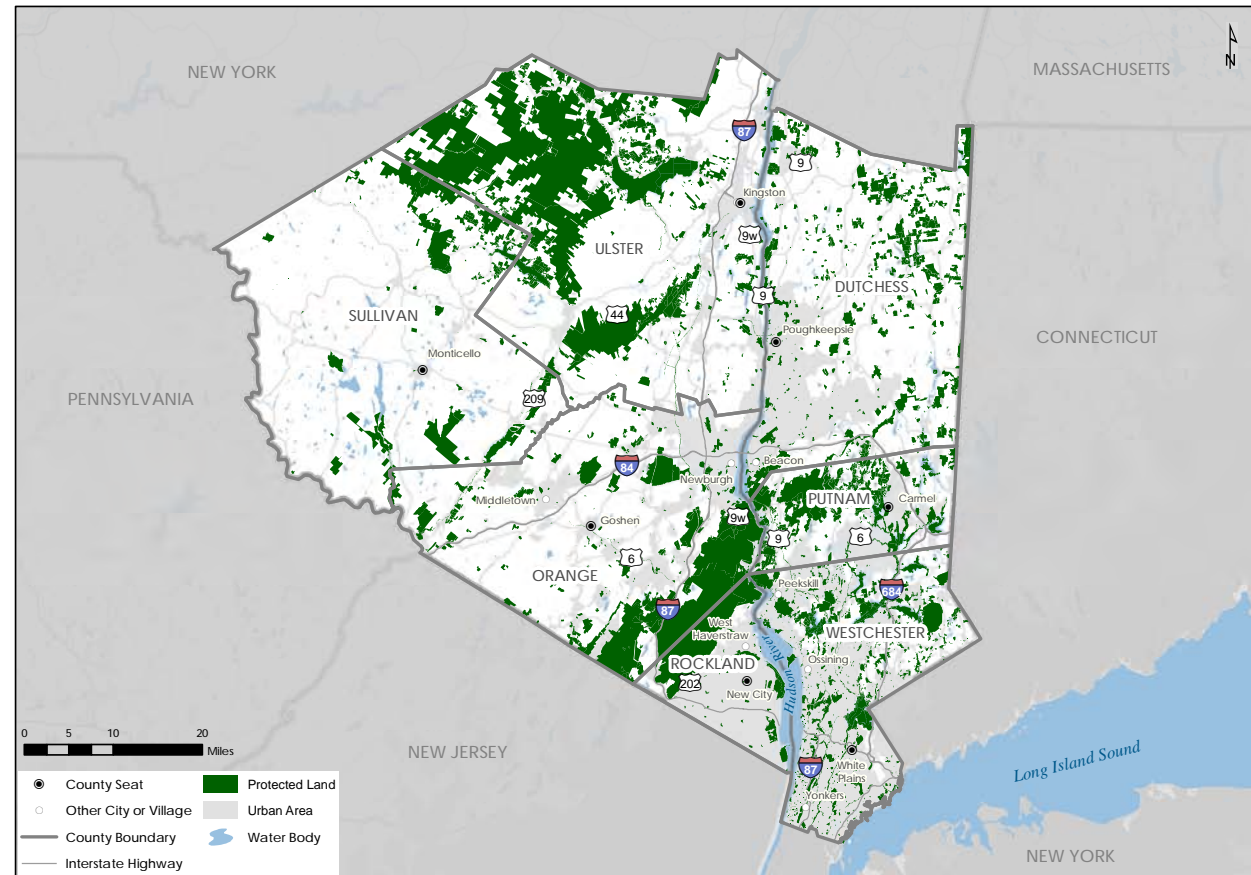 NEW YORK
MASSACHUSETTS
N
87
9
Kingston
9w
ULSTER
DUTCHESS
9
44
SULLIVAN
CONNECTICUT
Poughkeepsie
Monticello
PENNSYLVANIA
209
84
Beacon
Newburgh
Middletown
PUTNAM
Carmel
9w
Goshen
9
6
6
ORANGE
Peekskill
684
87
West
Haverstraw
WESTCHESTER
Hudson River
ROCKLAND
Ossining
202
New City
NEW JERSEY
White
Plains
87
Yonkers
Long Island Sound
NEW YORK
0 5 10 20
Miles
County Seat
Other City or Village
County Boundary
Interstate Highway
Protected Land
Urban Area
Water Body